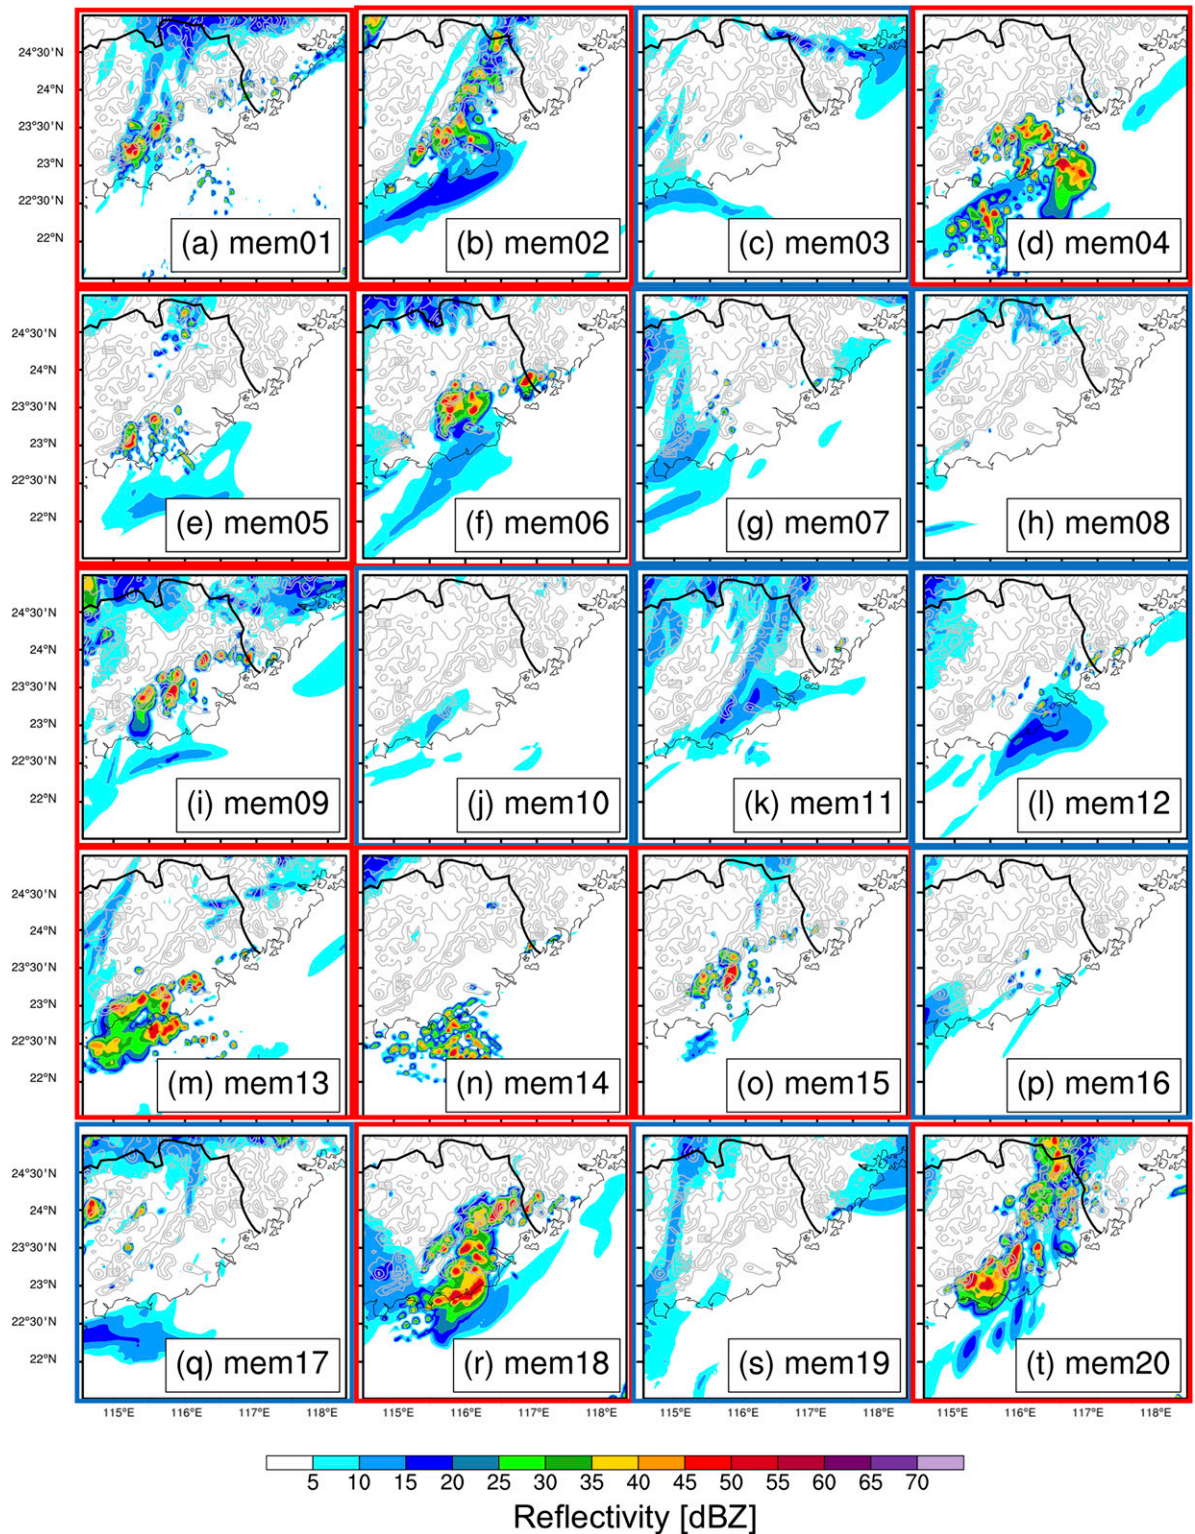 24°30'N
24°N
23°30'N
23°N
22°30'N
22°N
(a) mem01
(b) mem02
(c) mem03
(d) mem04
24°30'N
24°N
23°30'N
23°N
22°30'N
22°N
(e) mem05
(f) mem06
(g) mem07
(h) mem08
24°30'N
24°N
23°30'N
23°N
22°30'N
22°N
(i) mem09
(j) mem10
(k) mem11
(l) mem12
24°30'N
24°N
23°30'N
23°N
22°30'N
22°N
(m) mem13
(n) mem14
(o) mem15
(p) mem16
24°30'N
24°N
23°30'N
23°N
22°30'N
22°N
(q) mem17
(r) mem18
(s) mem19
(t) mem20
115°E 116°E 117°E 118°E 115°E 116°E 117°E 118°E 115°E 116°E 117°E 118°E 115°E 116°E 117°E 118°E
5 10 15 20 25 30 35 40 45 50 55 60 65 70
Reflectivity [dBZ]